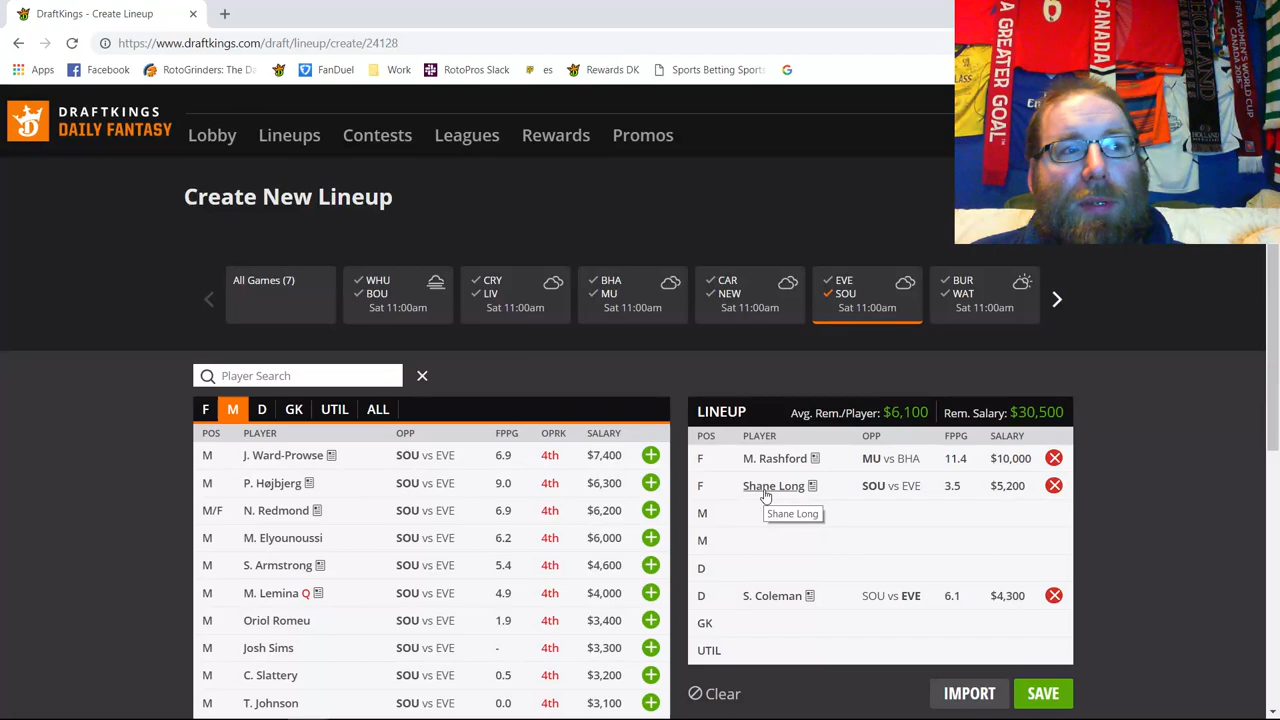 DraftKings - Create Lineup
https://www.draftkings.com/draft/lineup/create/24128
Apps Facebook RotoGrinders: The D FanDuel Work RotoPros Slack es Rewards DK Sports Betting Sports
DRAFTKINGS
DAILY FANTASY
Lobby Lineups Contests Leagues Rewards Promos
A GREATER GOAL™
CANADA
HOLLAND
FIFA WOMEN'S WORLD CUP CANADA 2015
Create New Lineup
All Games (7)
WHU
BOU
Sat 11:00am
CRY
LIV
Sat 11:00am
BHA
MU
Sat 11:00am
CAR
NEW
Sat 11:00am
EVE
SOU
Sat 11:00am
BUR
WAT
Sat 11:00am
Player Search
F M D GK UTIL ALL
POS PLAYER OPP FPPG OPRK SALARY
M J. Ward-Prowse SOU vs EVE 6.9 4th $7,400
M P. Højbjerg SOU vs EVE 9.0 4th $6,300
M/F N. Redmond SOU vs EVE 6.9 4th $6,200
M M. Elyounoussi SOU vs EVE 6.2 4th $6,000
M S. Armstrong SOU vs EVE 5.4 4th $4,600
M M. Lemina Q SOU vs EVE 4.9 4th $4,000
M Oriol Romeu SOU vs EVE 1.9 4th $3,400
M Josh Sims SOU vs EVE - 4th $3,300
M C. Slattery SOU vs EVE 0.5 4th $3,200
M T. Johnson SOU vs EVE 0.0 4th $3,100
LINEUP Avg. Rem./Player: $6,100 Rem. Salary: $30,500
POS PLAYER OPP FPPG SALARY
F M. Rashford MU vs BHA 11.4 $10,000
F Shane Long SOU vs EVE 3.5 $5,200
M Shane Long
M
D
D S. Coleman SOU vs EVE 6.1 $4,300
GK
UTIL
Clear IMPORT SAVE